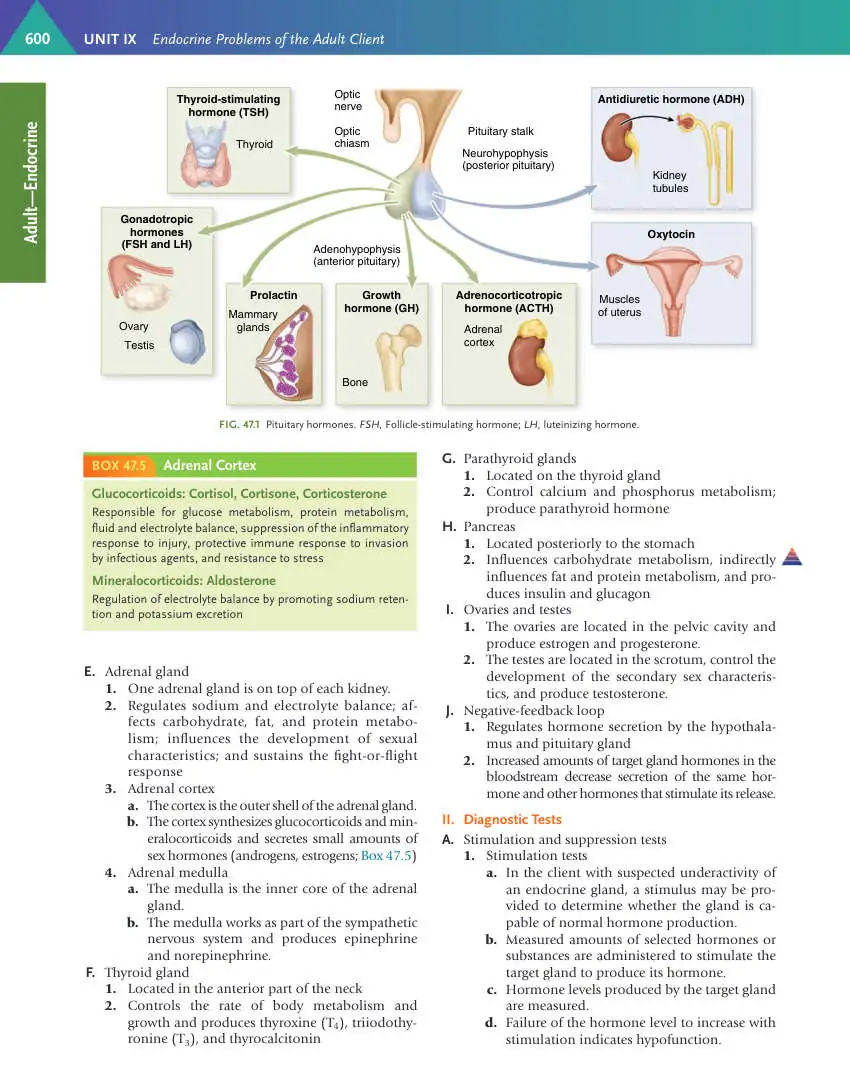 600
UNIT IX Endocrine Problems of the Adult Client
Adult—Endocrine
Thyroid-stimulating
hormone (TSH)
Thyroid
Optic
nerve
Optic
chiasm
Pituitary stalk
Neurohypophysis
(posterior pituitary)
Antidiuretic hormone (ADH)
Kidney
tubules
Gonadotropic
hormones
(FSH and LH)
Ovary
Testis
Adenohypophysis
(anterior pituitary)
Oxytocin
Muscles
of uterus
Prolactin
Mammary
glands
Growth
hormone (GH)
Bone
Adrenocorticotropic
hormone (ACTH)
Adrenal
cortex
FIG. 47.1 Pituitary hormones. FSH, Follicle-stimulating hormone; LH, luteinizing hormone.
BOX 47.5 Adrenal Cortex
Glucocorticoids: Cortisol, Cortisone, Corticosterone
Responsible for glucose metabolism, protein metabolism,
fluid and electrolyte balance, suppression of the inflammatory
response to injury, protective immune response to invasion
by infectious agents, and resistance to stress
Mineralocorticoids: Aldosterone
Regulation of electrolyte balance by promoting sodium reten-
tion and potassium excretion
E. Adrenal gland
1. One adrenal gland is on top of each kidney.
2. Regulates sodium and electrolyte balance; af-
fects carbohydrate, fat, and protein metabo-
lism; influences the development of sexual
characteristics; and sustains the fight-or-flight
response
3. Adrenal cortex
a. The cortex is the outer shell of the adrenal gland.
b. The cortex synthesizes glucocorticoids and min-
eralocorticoids and secretes small amounts of
sex hormones (androgens, estrogens; Box 47.5)
4. Adrenal medulla
a. The medulla is the inner core of the adrenal
gland.
b. The medulla works as part of the sympathetic
nervous system and produces epinephrine
and norepinephrine.
F. Thyroid gland
1. Located in the anterior part of the neck
2. Controls the rate of body metabolism and
growth and produces thyroxine (T4), triiodothy-
ronine (T3), and thyrocalcitonin
G. Parathyroid glands
1. Located on the thyroid gland
2. Control calcium and phosphorus metabolism;
produce parathyroid hormone
H. Pancreas
1. Located posteriorly to the stomach
2. Influences carbohydrate metabolism, indirectly
influences fat and protein metabolism, and pro-
duces insulin and glucagon
I. Ovaries and testes
1. The ovaries are located in the pelvic cavity and
produce estrogen and progesterone.
2. The testes are located in the scrotum, control the
development of the secondary sex characteris-
tics, and produce testosterone.
J. Negative-feedback loop
1. Regulates hormone secretion by the hypothala-
mus and pituitary gland
2. Increased amounts of target gland hormones in the
bloodstream decrease secretion of the same hor-
mone and other hormones that stimulate its release.
II. Diagnostic Tests
A. Stimulation and suppression tests
1. Stimulation tests
a. In the client with suspected underactivity of
an endocrine gland, a stimulus may be pro-
vided to determine whether the gland is ca-
pable of normal hormone production.
b. Measured amounts of selected hormones or
substances are administered to stimulate the
target gland to produce its hormone.
c. Hormone levels produced by the target gland
are measured.
d. Failure of the hormone level to increase with
stimulation indicates hypofunction.